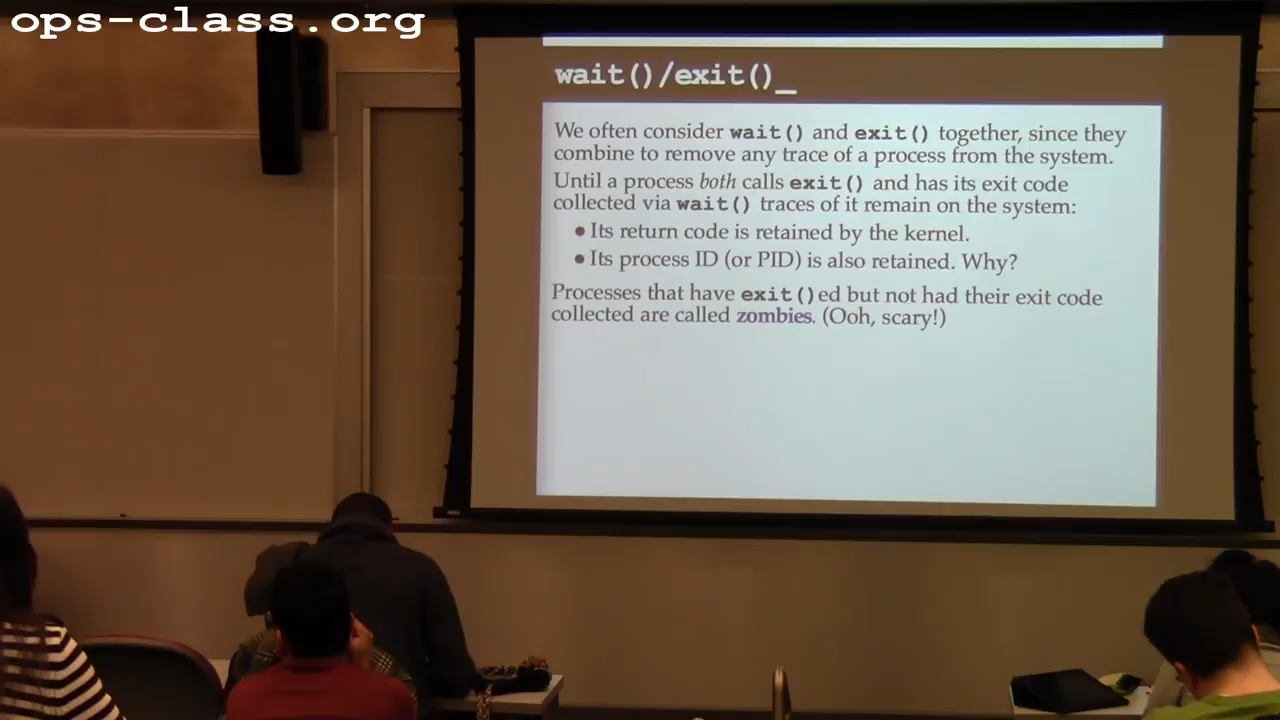 ops-class.org
wait()/exit()_
We often consider wait() and exit() together, since they
combine to remove any trace of a process from the system.
Until a process both calls exit() and has its exit code
collected via wait() traces of it remain on the system:
• Its return code is retained by the kernel.
• Its process ID (or PID) is also retained. Why?
Processes that have exit()ed but not had their exit code
collected are called zombies. (Ooh, scary!)